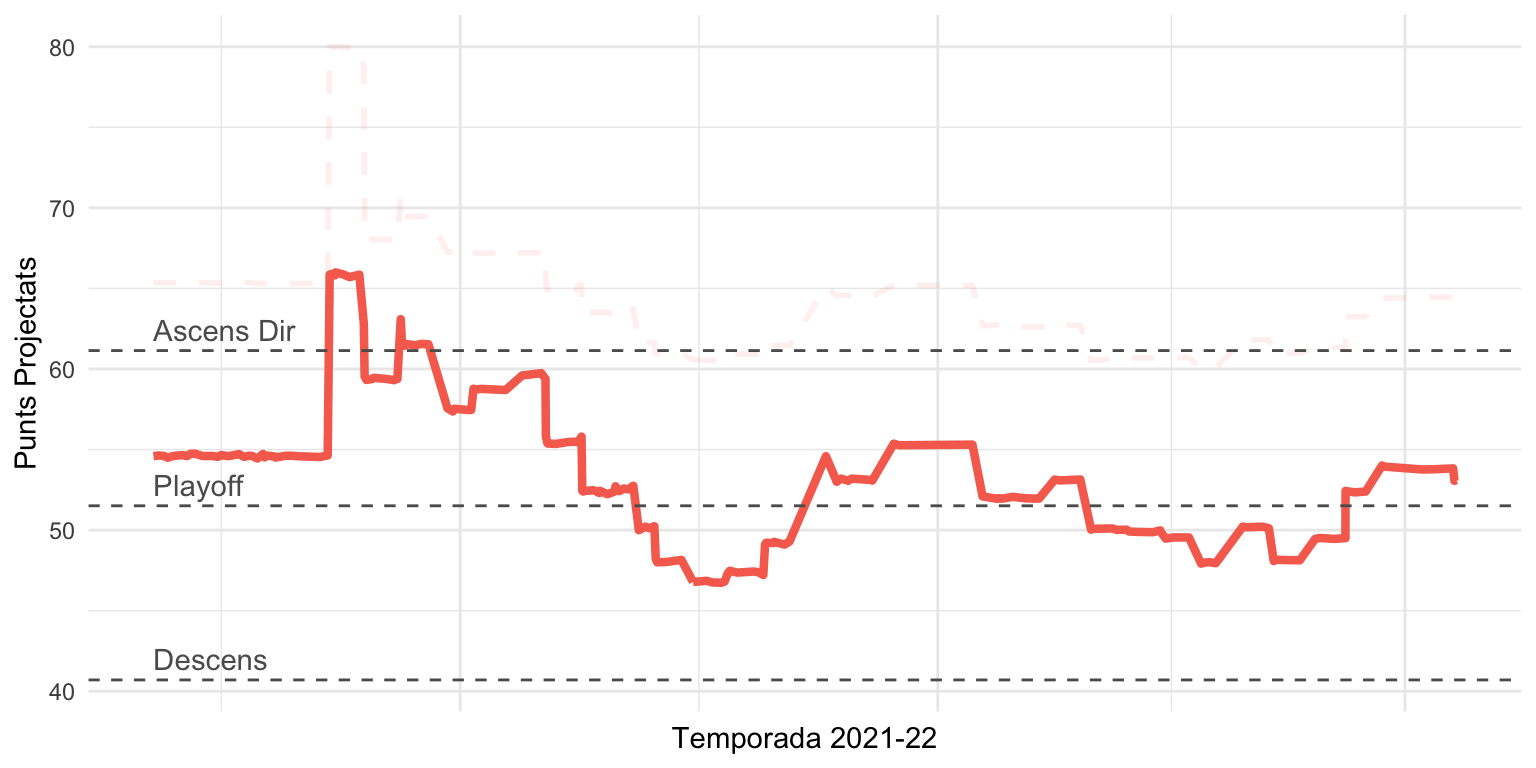 80
70
60
50
40
Punts Projectats
Ascens Dir
Playoff
Descens
Temporada 2021-22